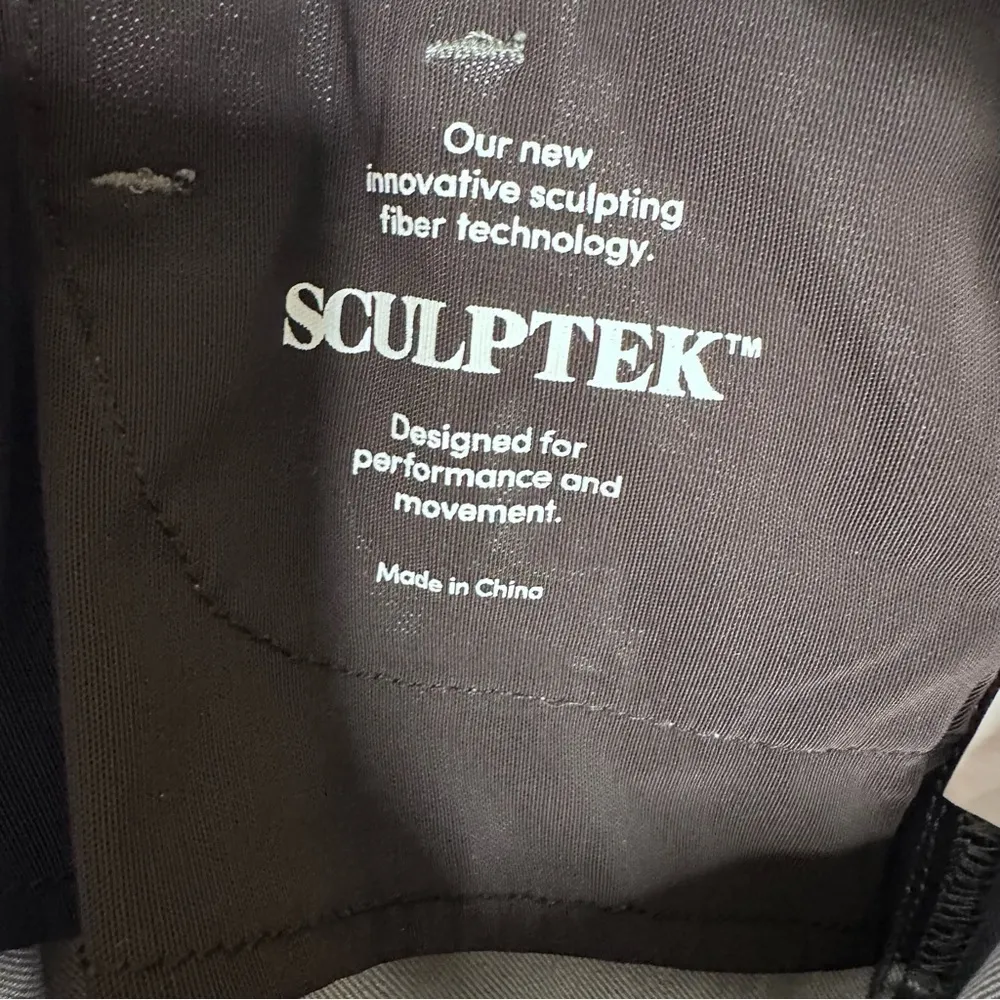 Our new
innovative sculpting
fiber technology.
SCULPTEK™
Designed for
performance and
movement.
Made in China